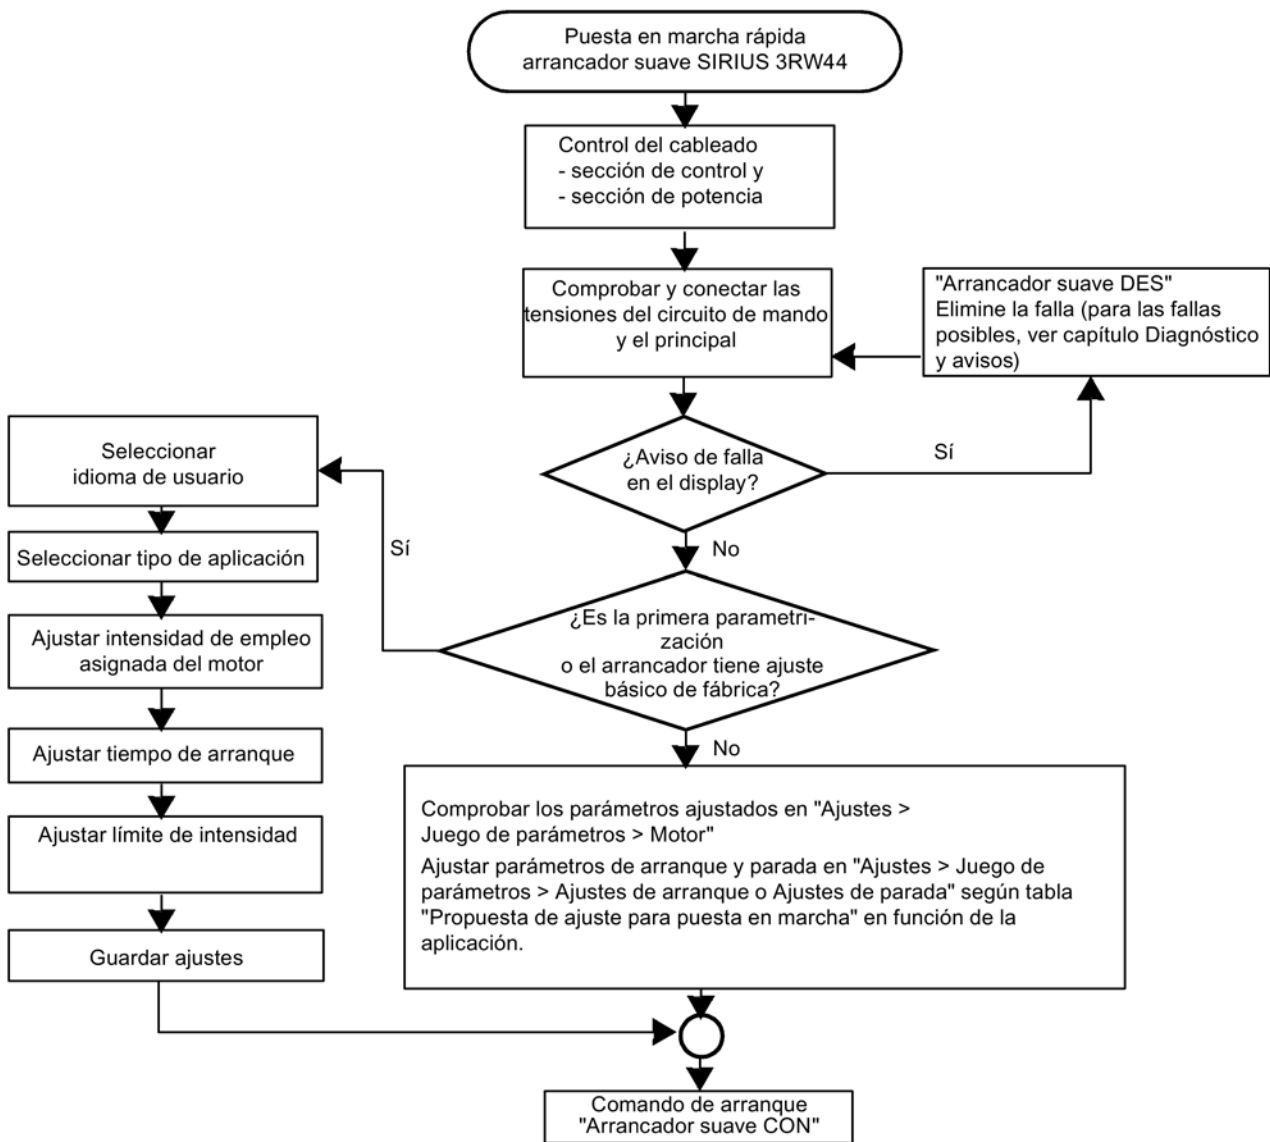 Puesta en marcha rápida
arrancador suave SIRIUS 3RW44
Control del cableado
- sección de control y
- sección de potencia
Comprobar y conectar las
tensiones del circuito de mando
y el principal
"Arrancador suave DES"
Elimine la falla (para las fallas
posibles, ver capítulo Diagnóstico
y avisos)
¿Aviso de falla
en el display?
Sí
No
¿Es la primera parametri-
zación
o el arrancador tiene ajuste
básico de fábrica?
Sí
No
Seleccionar
idioma de usuario
Seleccionar tipo de aplicación
Ajustar intensidad de empleo
asignada del motor
Ajustar tiempo de arranque
Ajustar límite de intensidad
Guardar ajustes
Comprobar los parámetros ajustados en "Ajustes >
Juego de parámetros > Motor"
Ajustar parámetros de arranque y parada en "Ajustes > Juego de
parámetros > Ajustes de arranque o Ajustes de parada" según tabla
"Propuesta de ajuste para puesta en marcha" en función de la
aplicación.
Comando de arranque
"Arrancador suave CON"